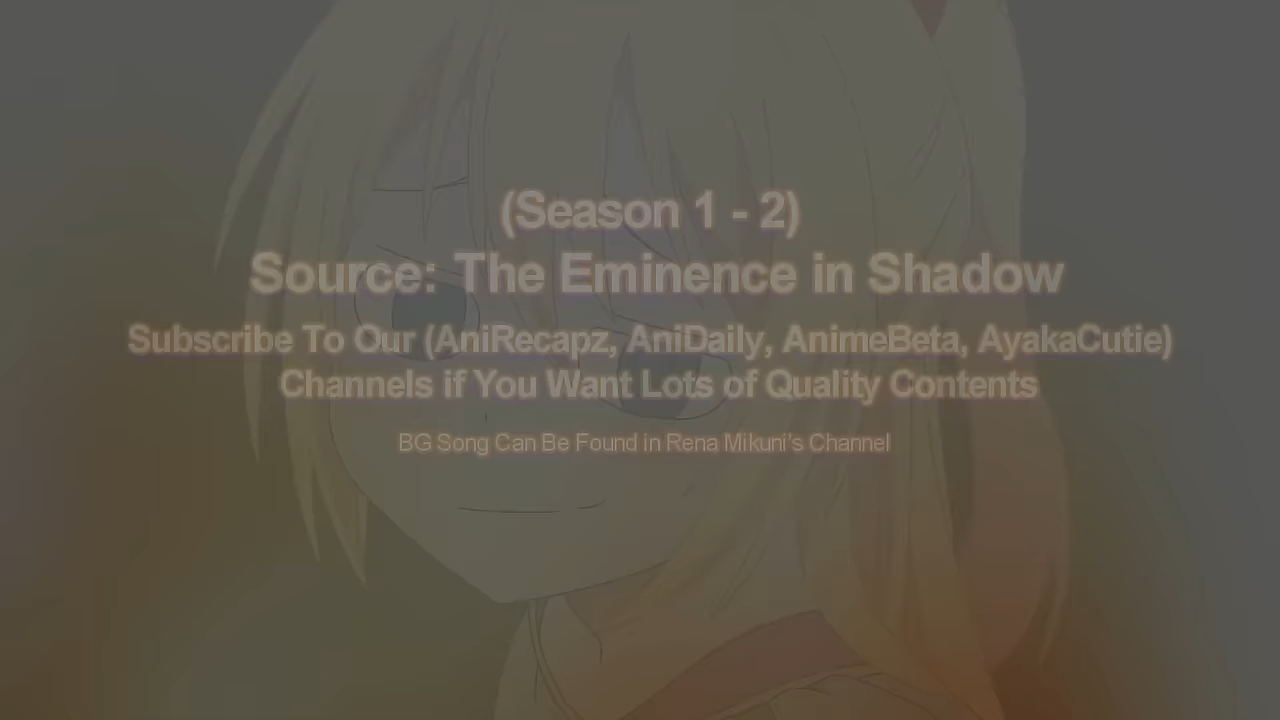 (Season 1 - 2)
Source: The Eminence in Shadow
Subscribe To Our (AniRecapz, AniDaily, AnimeBeta, AyakaCutie)
Channels if You Want Lots of Quality Contents
BG Song Can Be Found in Rena Mikuni's Channel